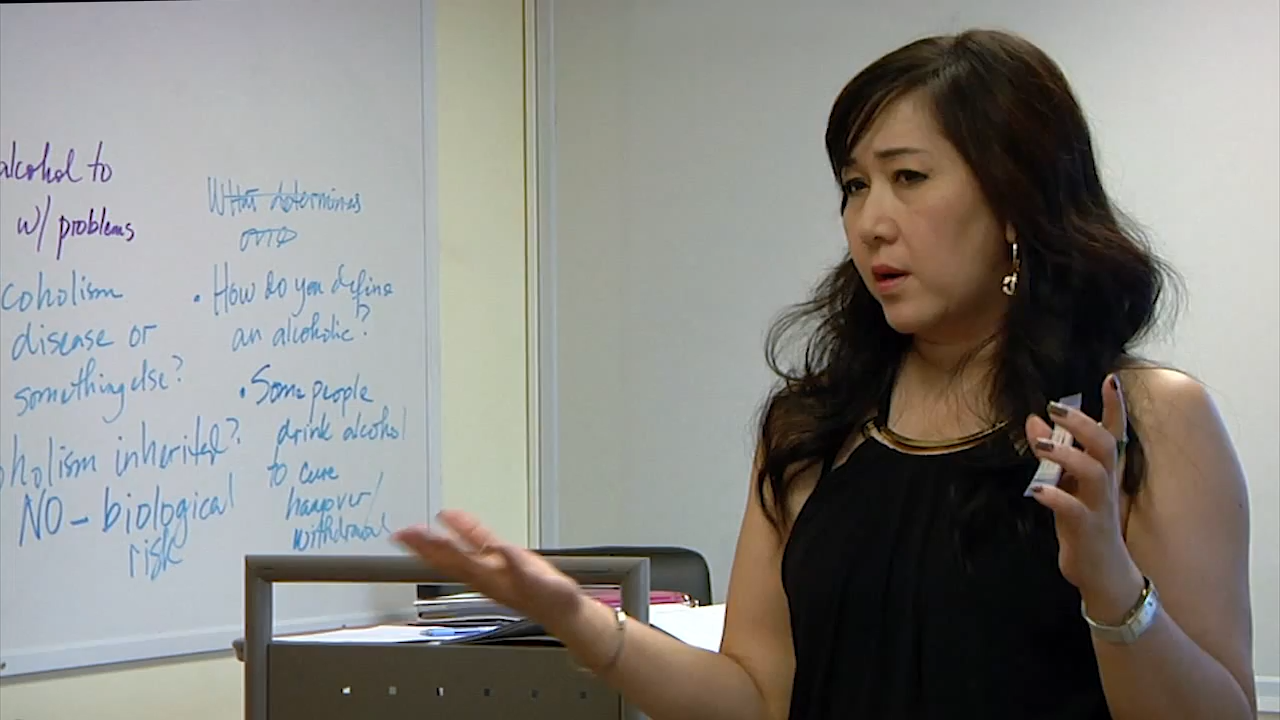 alcohol to
w/ problems
coholism
disease or
something else?
oholism inherited?
NO - biological
risk
What determines
• How do you define
an alcoholic?
• Some people
drink alcohol
to cure
hangover/
withdrawal